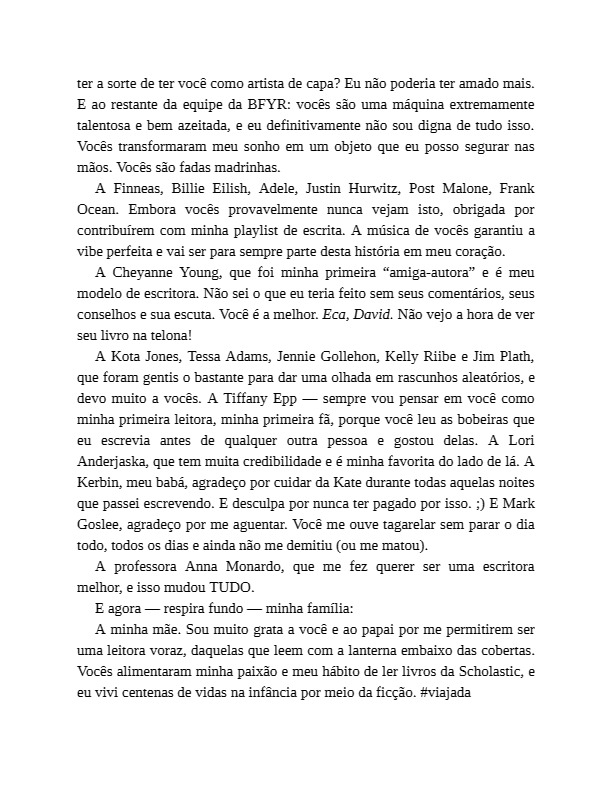 ter a sorte de ter você como artista de capa? Eu não poderia ter amado mais.
E ao restante da equipe da BFYR: vocês são uma máquina extremamente
talentosa e bem azeitada, e eu definitivamente não sou digna de tudo isso.
Vocês transformaram meu sonho em um objeto que eu posso segurar nas
mãos. Vocês são fadas madrinhas.
A Finneas, Billie Eilish, Adele, Justin Hurwitz, Post Malone, Frank
Ocean. Embora vocês provavelmente nunca vejam isto, obrigada por
contribuírem com minha playlist de escrita. A música de vocês garantiu a
vibe perfeita e vai ser para sempre parte desta história em meu coração.
A Cheyanne Young, que foi minha primeira “amiga-autora” e é meu
modelo de escritora. Não sei o que eu teria feito sem seus comentários, seus
conselhos e sua escuta. Você é a melhor. Eca, David. Não vejo a hora de ver
seu livro na telona!
A Kota Jones, Tessa Adams, Jennie Gollehon, Kelly Riibe e Jim Plath,
que foram gentis o bastante para dar uma olhada em rascunhos aleatórios, e
devo muito a vocês. A Tiffany Epp — sempre vou pensar em você como
minha primeira leitora, minha primeira fã, porque você leu as bobeiras que
eu escrevia antes de qualquer outra pessoa e gostou delas. A Lori
Anderjaska, que tem muita credibilidade e é minha favorita do lado de lá. A
Kerbin, meu babá, agradeço por cuidar da Kate durante todas aquelas noites
que passei escrevendo. E desculpa por nunca ter pagado por isso. ;) E Mark
Goslee, agradeço por me aguentar. Você me ouve tagarelar sem parar o dia
todo, todos os dias e ainda não me demitiu (ou me matou).
A professora Anna Monardo, que me fez querer ser uma escritora
melhor, e isso mudou TUDO.
E agora — respira fundo — minha família:
A minha mãe. Sou muito grata a você e ao papai por me permitirem ser
uma leitora voraz, daquelas que leem com a lanterna embaixo das cobertas.
Vocês alimentaram minha paixão e meu hábito de ler livros da Scholastic, e
eu vivi centenas de vidas na infância por meio da ficção. #viajada